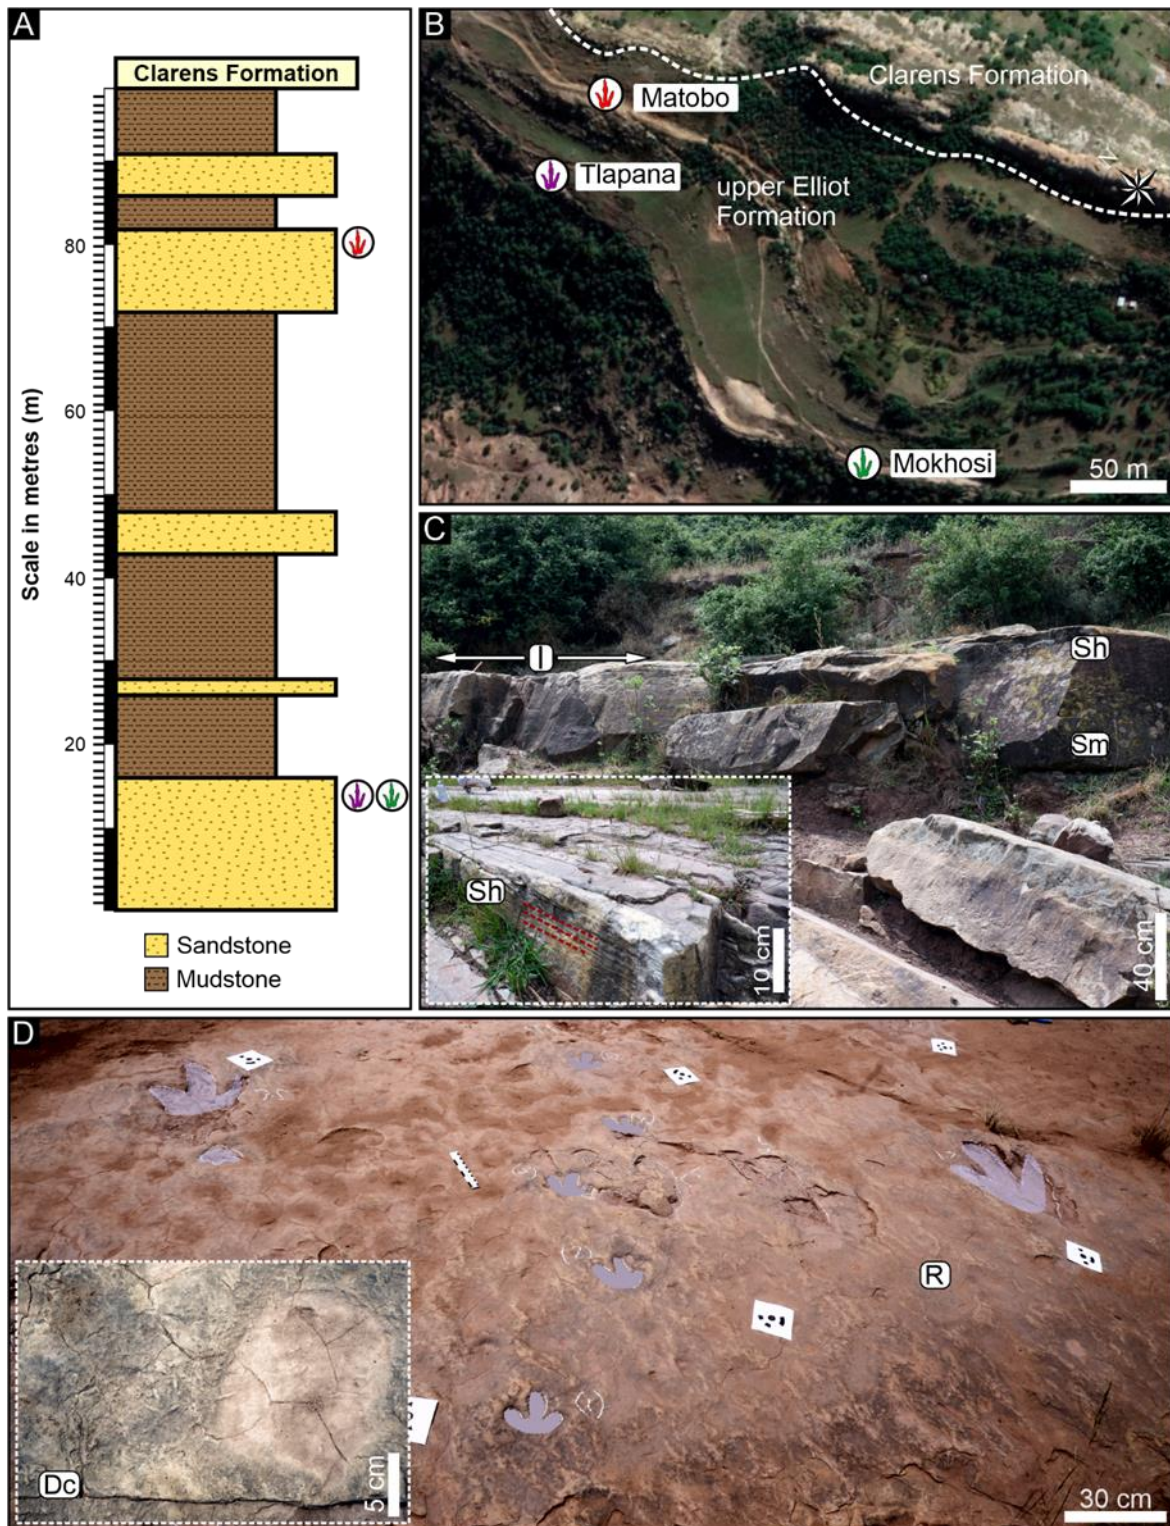 A
Clarens Formation
Scale in metres (m)
80
60
40
20
Sandstone
Mudstone
B
Clarens Formation
Matobo
Tlapana
upper Elliot
Formation
N
Mokhosi
50 m
C
I
Sh
Sm
Sh
10 cm
40 cm
D
R
Dc
5 cm
30 cm